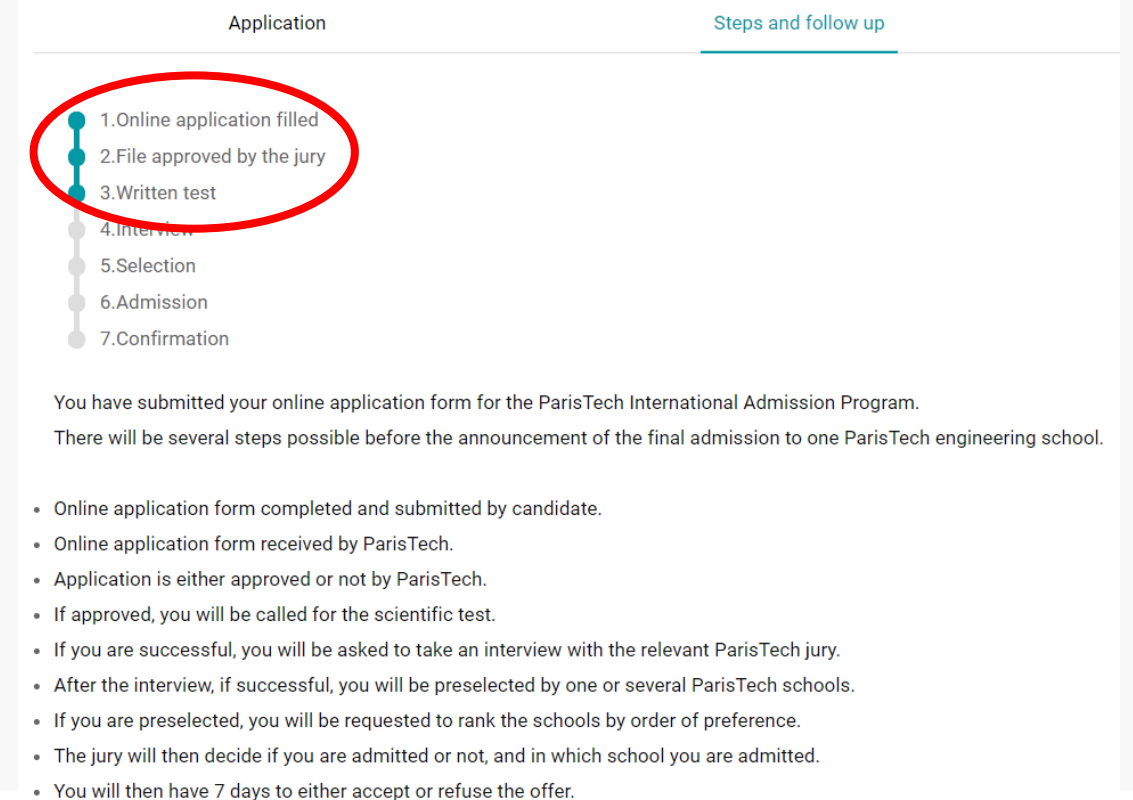 Application
Steps and follow up
1.Online application filled
2.File approved by the jury
3.Written test
4.Interview
5.Selection
6.Admission
7.Confirmation
You have submitted your online application form for the ParisTech International Admission Program.
There will be several steps possible before the announcement of the final admission to one ParisTech engineering school.
• Online application form completed and submitted by candidate.
• Online application form received by ParisTech.
• Application is either approved or not by ParisTech.
• If approved, you will be called for the scientific test.
• If you are successful, you will be asked to take an interview with the relevant ParisTech jury.
• After the interview, if successful, you will be preselected by one or several ParisTech schools.
• If you are preselected, you will be requested to rank the schools by order of preference.
• The jury will then decide if you are admitted or not, and in which school you are admitted.
• You will then have 7 days to either accept or refuse the offer.